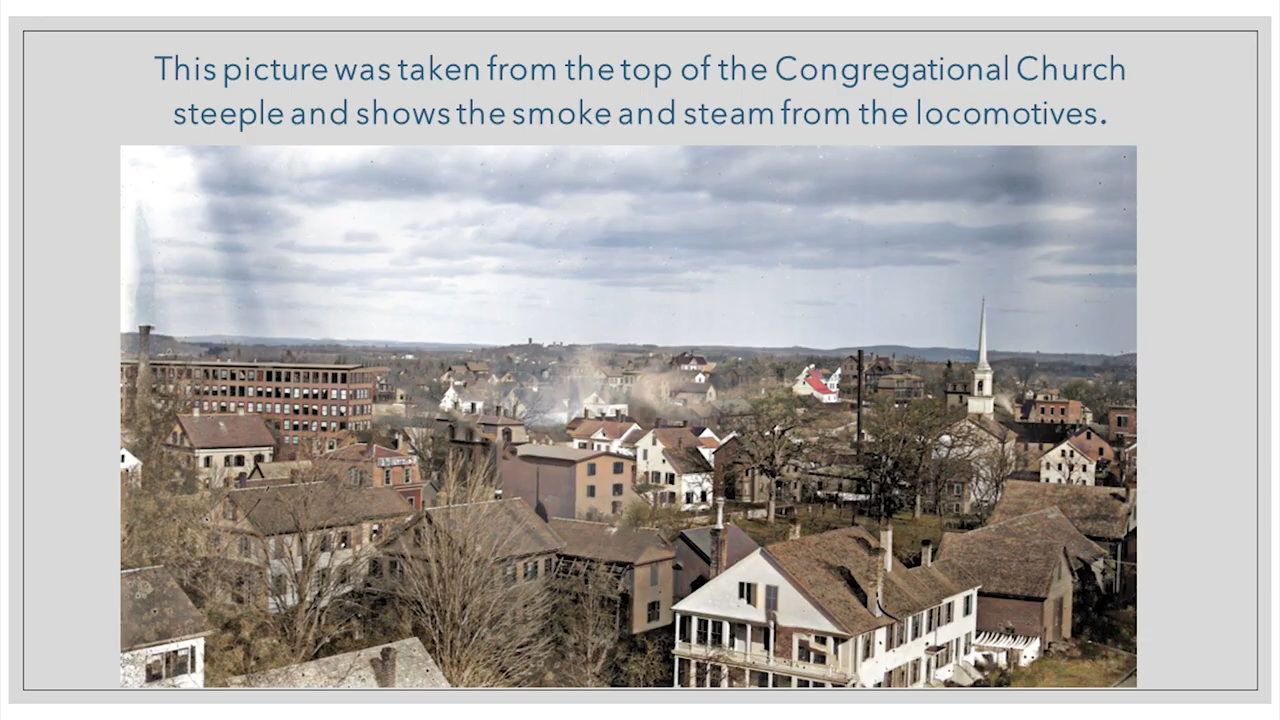 This picture was taken from the top of the Congregational Church
steeple and shows the smoke and steam from the locomotives.